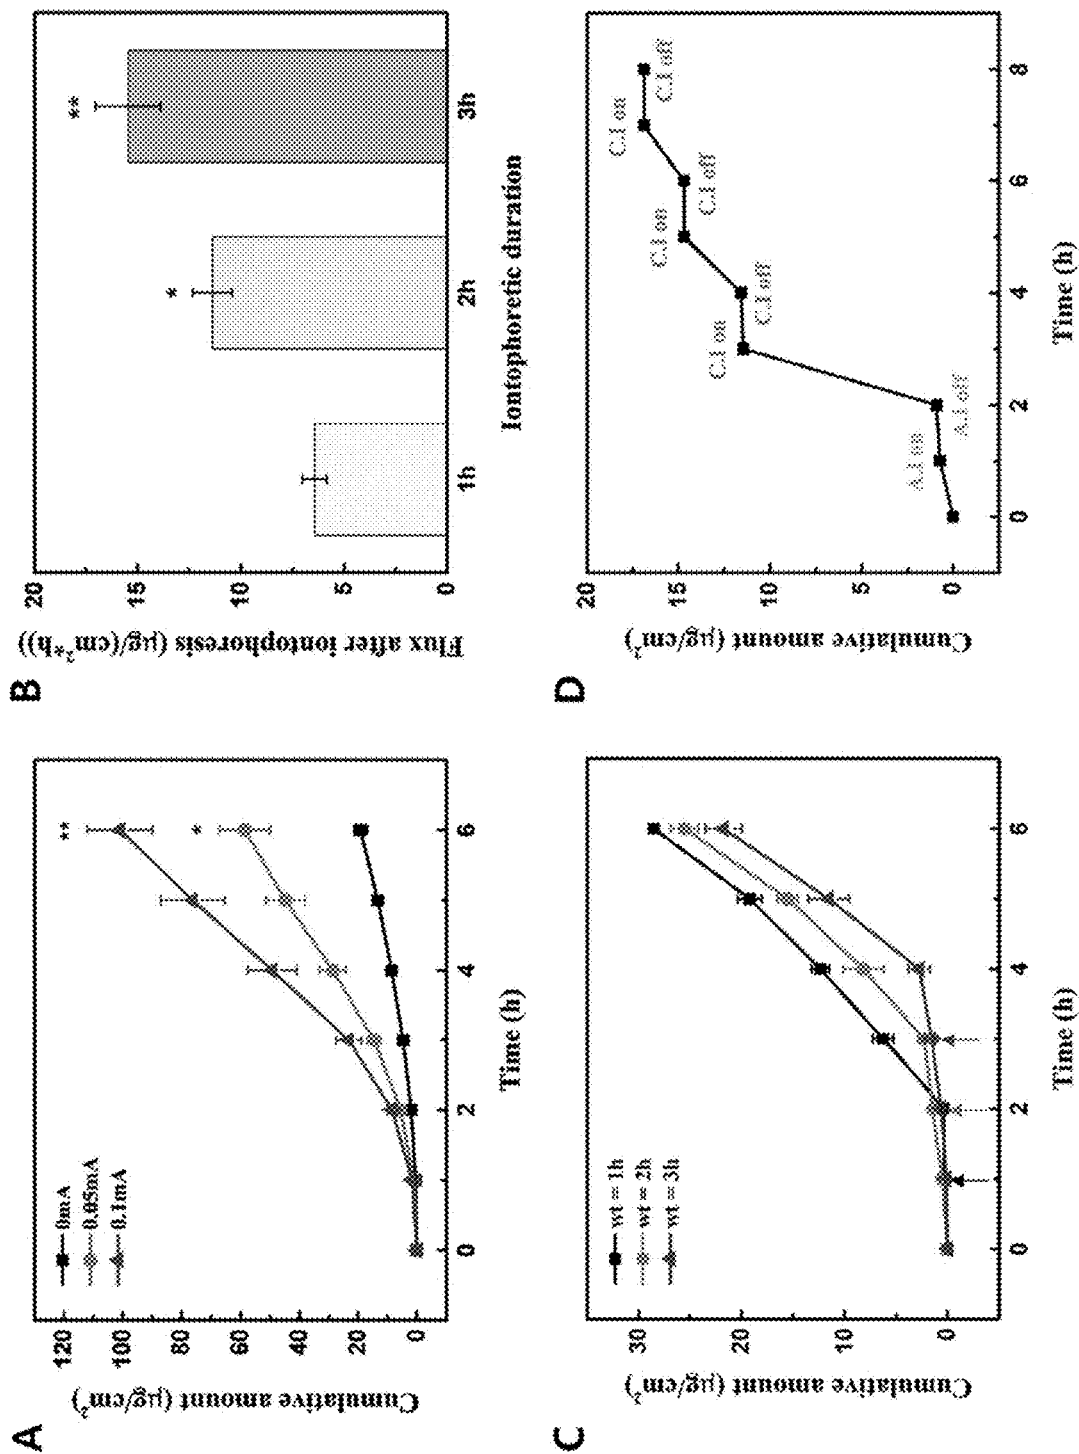 A
Cumulative amount (μg/cm²)
120
100
80
60
40
20
0
0mA
0.05mA
0.1mA
**
*
0
2
4
6
Time (h)
B
Flux after iontophoresis (μg/(cm²*h))
20
15
10
5
0
*
**
1h
2h
3h
Iontophoretic duration
C
Cumulative amount (μg/cm²)
30
20
10
0
wt = 1h
wt = 2h
wt = 3h
0
2
4
6
Time (h)
D
Cumulative amount (μg/cm²)
20
15
10
5
0
A.I on
A.I off
C.I on
C.I off
C.I on
C.I off
C.I on
C.I off
0
2
4
6
8
Time (h)